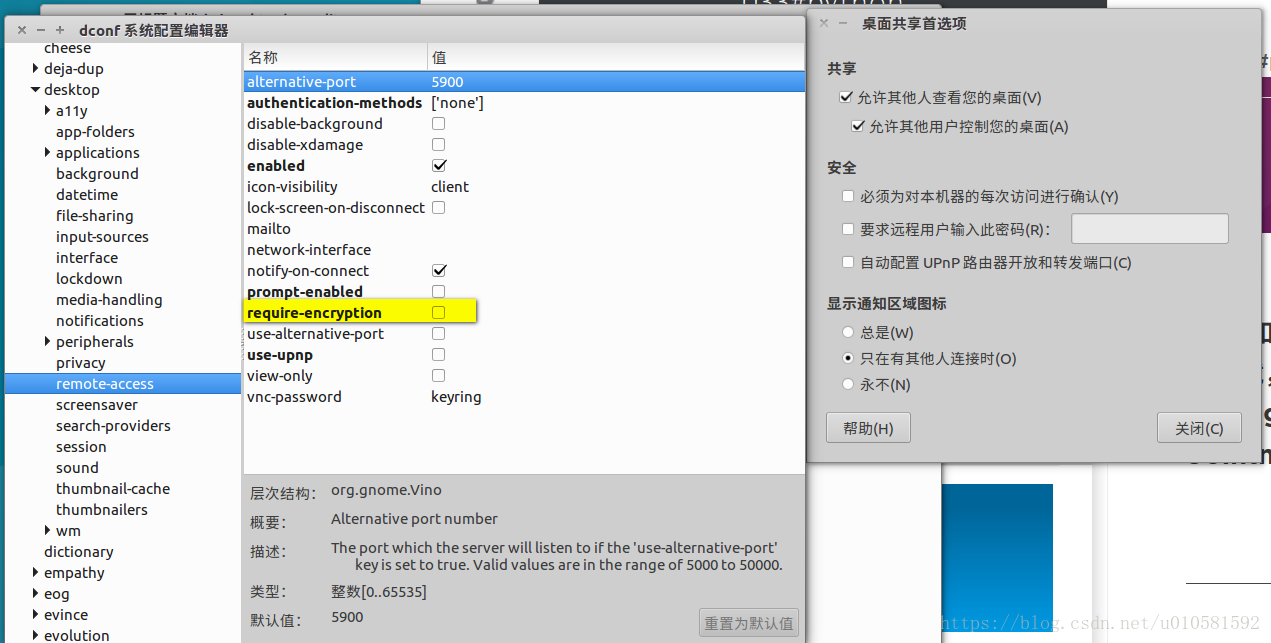 dconf 系统配置编辑器
cheese
deja-dup
desktop
a11y
app-folders
applications
background
datetime
file-sharing
input-sources
interface
lockdown
media-handling
notifications
peripherals
privacy
remote-access
screensaver
search-providers
session
sound
thumbnail-cache
thumbnailers
wm
dictionary
empathy
eog
evince
evolution
名称 值
alternative-port 5900
authentication-methods ['none']
disable-background
disable-xdamage
enabled
icon-visibility client
lock-screen-on-disconnect
mailto
network-interface
notify-on-connect
prompt-enabled
require-encryption
use-alternative-port
use-upnp
view-only
vnc-password keyring
层次结构： org.gnome.Vino
概要： Alternative port number
描述： The port which the server will listen to if the 'use-alternative-port'
key is set to true. Valid values are in the range of 5000 to 50000.
类型： 整数[0..65535]
默认值： 5900
重置为默认值
桌面共享首选项
共享
允许其他人查看您的桌面(V)
允许其他用户控制您的桌面(A)
安全
必须为对本机器的每次访问进行确认(Y)
要求远程用户输入此密码(R)：
自动配置 UPnP 路由器开放和转发端口(C)
显示通知区域图标
总是(W)
只在有其他人连接时(O)
永不(N)
帮助(H)
关闭(C)
https://blog.csdn.net/u010581592